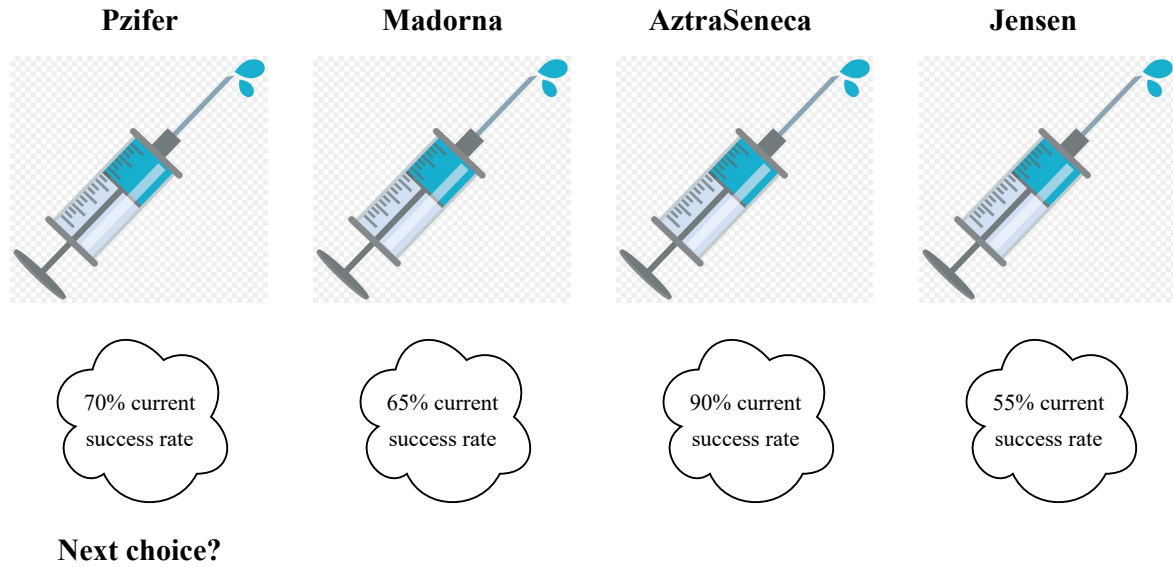 Pzifer Madorna AztraSeneca Jensen
70% current 65% current 90% current 55% current
success rate success rate success rate success rate
Next choice?